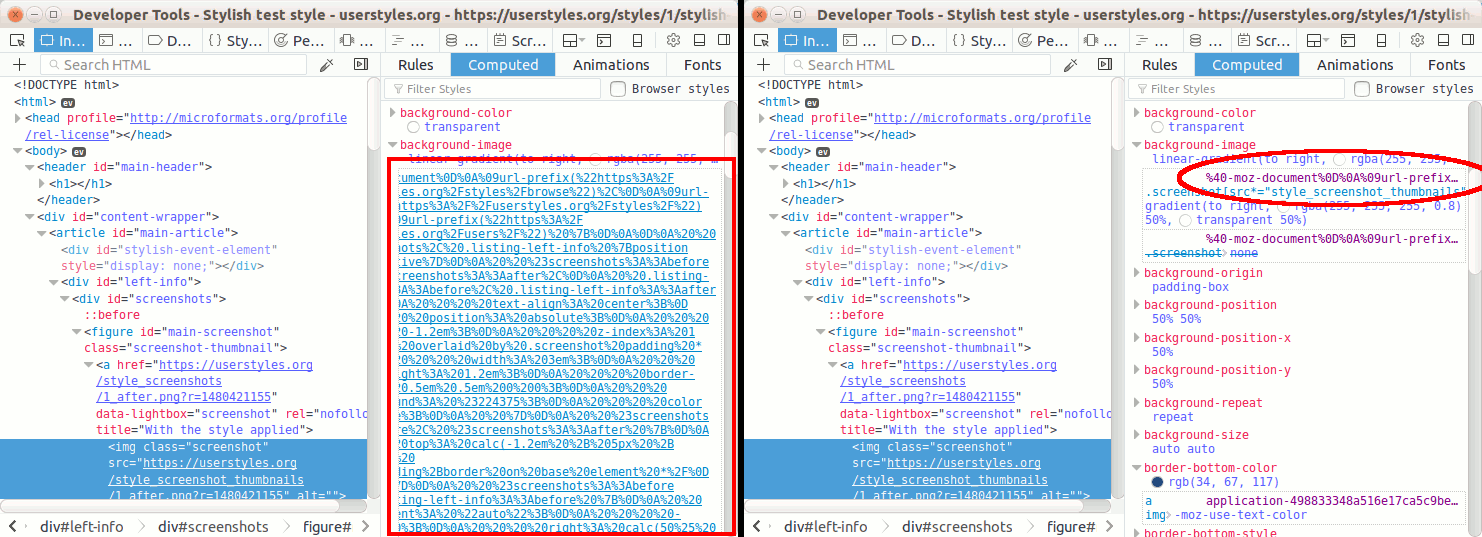 Developer Tools - Stylish test style - userstyles.org - https://userstyles.org/styles/1/stylish
In... ... D... { } Sty... Pe... ... ... ... Scr...
+ Search HTML
Rules Computed Animations Fonts
Filter Styles Browser styles
<!DOCTYPE html>
<html> ev
<head profile="http://microformats.org/profile
/rel-license"></head>
<body> ev
<header id="main-header">
<h1></h1>
</header>
<div id="content-wrapper">
<article id="main-article">
<div id="stylish-event-element"
style="display: none;"></div>
<div id="left-info">
<div id="screenshots">
::before
<figure id="main-screenshot"
class="screenshot-thumbnail">
<a href="https://userstyles.org
/style_screenshots
/1_after.png?r=1480421155"
data-lightbox="screenshot" rel="nofollo
title="With the style applied">
<img class="screenshot"
src="https://userstyles.org
/style_screenshot_thumbnails
/1_after.png?r=1480421155" alt="">
div#left-info div#screenshots figure#
background-color
transparent
background-image
linear-gradient(to right, rgba(255, 255, …
cument%0D%0A%09url-prefix(%22https%3A%2F
les.org%2Fstyles%2Fbrowse%22)%2C%0D%0A%09url-
https%3A%2F%2Fuserstyles.org%2Fstyles%2F%22)
09url-prefix(%22https%3A%2F
les.org%2Fusers%2F%22)%20%7B%0D%0A%0D%0A%20%20
hots%2C%20.listing-left-info%20%7Bposition
tive%7D%0D%0A%20%20%23screenshots%3A%3Abefore
creenshots%3A%3Aafter%2C%0D%0A%20%20.listing-
%3A%3Abefore%2C%20.listing-left-info%3A%3Aafter
0A%20%20%20%20text-align%3A%20center%3B%0D
%20position%3A%20absolute%3B%0D%0A%20%20%20
20-1.2em%3B%0D%0A%20%20%20%20z-index%3A%201
%20overlaid%20by%20.screenshot%20padding%20*
%20%20%20%20width%3A%203em%3B%0D%0A%20%20%20
ight%3A%201.2em%3B%0D%0A%20%20%20%20border-
%20.5em%20.5em%200%200%3B%0D%0A%20%20%20
und%3A%20%23224375%3B%0D%0A%20%20%20%20color
e%3B%0D%0A%20%20%7D%0D%0A%20%20%23screenshots
re%2C%20%23screenshots%3A%3Aafter%20%7B%0D%0A
%20top%3A%20calc(-1.2em%20%2B%205px%20%2B
%20
ding%2Bborder%20on%20base%20element%20*%2F%0D
%7D%0D%0A%20%20%23screenshots%3A%3Abefore
ting-left-info%3A%3Abefore%20%7B%0D%0A%20%20
ent%3A%20%22auto%22%3B%0D%0A%20%20%20%20-
0%3B%0D%0A%20%20%20%20right%3A%20calc(50%25%20
Developer Tools - Stylish test style - userstyles.org - https://userstyles.org/styles/1/stylish
In... ... D... { } Sty... Pe... ... ... ... Scr...
+ Search HTML
Rules Computed Animations Fonts
Filter Styles Browser styles
<!DOCTYPE html>
<html> ev
<head profile="http://microformats.org/profile
/rel-license"></head>
<body> ev
<header id="main-header">
<h1></h1>
</header>
<div id="content-wrapper">
<article id="main-article">
<div id="stylish-event-element"
style="display: none;"></div>
<div id="left-info">
<div id="screenshots">
::before
<figure id="main-screenshot"
class="screenshot-thumbnail">
<a href="https://userstyles.org
/style_screenshots
/1_after.png?r=1480421155"
data-lightbox="screenshot" rel="nofollo
title="With the style applied">
<img class="screenshot"
src="https://userstyles.org
/style_screenshot_thumbnails
/1_after.png?r=1480421155" alt="">
div#left-info div#screenshots figure#
background-color
transparent
background-image
linear-gradient(to right, rgba(255, 255,
%40-moz-document%0D%0A%09url-prefix…
.screenshot[src*="style_screenshot_thumbnails"
gradient(to right, rgba(255, 255, 255, 0.8)
50%, transparent 50%)
%40-moz-document%0D%0A%09url-prefix…
.screenshot none
background-origin
padding-box
background-position
50% 50%
background-position-x
50%
background-position-y
50%
background-repeat
repeat
background-size
auto auto
border-bottom-color
rgb(34, 67, 117)
a application-498833348a516e17ca5c9be…
img -moz-use-text-color
border-bottom-style